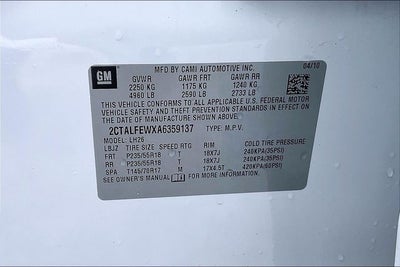 MFD BY CAMI AUTOMOTIVE INC. 04/10
GM GVWR GAWR FRT GAWR RR
2250 KG 1175 KG 1240 KG
4960 LB 2590 LB 2733 LB
THIS VEHICLE CONFORMS TO ALL APPLICABLE U.S. FEDERAL MOTOR
VEHICLE SAFETY AND THEFT PREVENTION STANDARDS IN EFFECT ON
THE DATE OF MANUFACTURE SHOWN ABOVE.
2CTALFEWXA6359137 TYPE: M.P.V.
MODEL: LH26
LBJZ TIRE SIZE SPEED RTG RIM COLD TIRE PRESSURE
FRT P235/55R18 T 18X7J 240KPA(35PSI)
RR P235/55R18 T 18X7J 240KPA(35PSI)
SPA T145/70R17 M 17X4.5T 420KPA(60PSI)
SEE OWNER'S MANUAL FOR MORE INFORMATION.